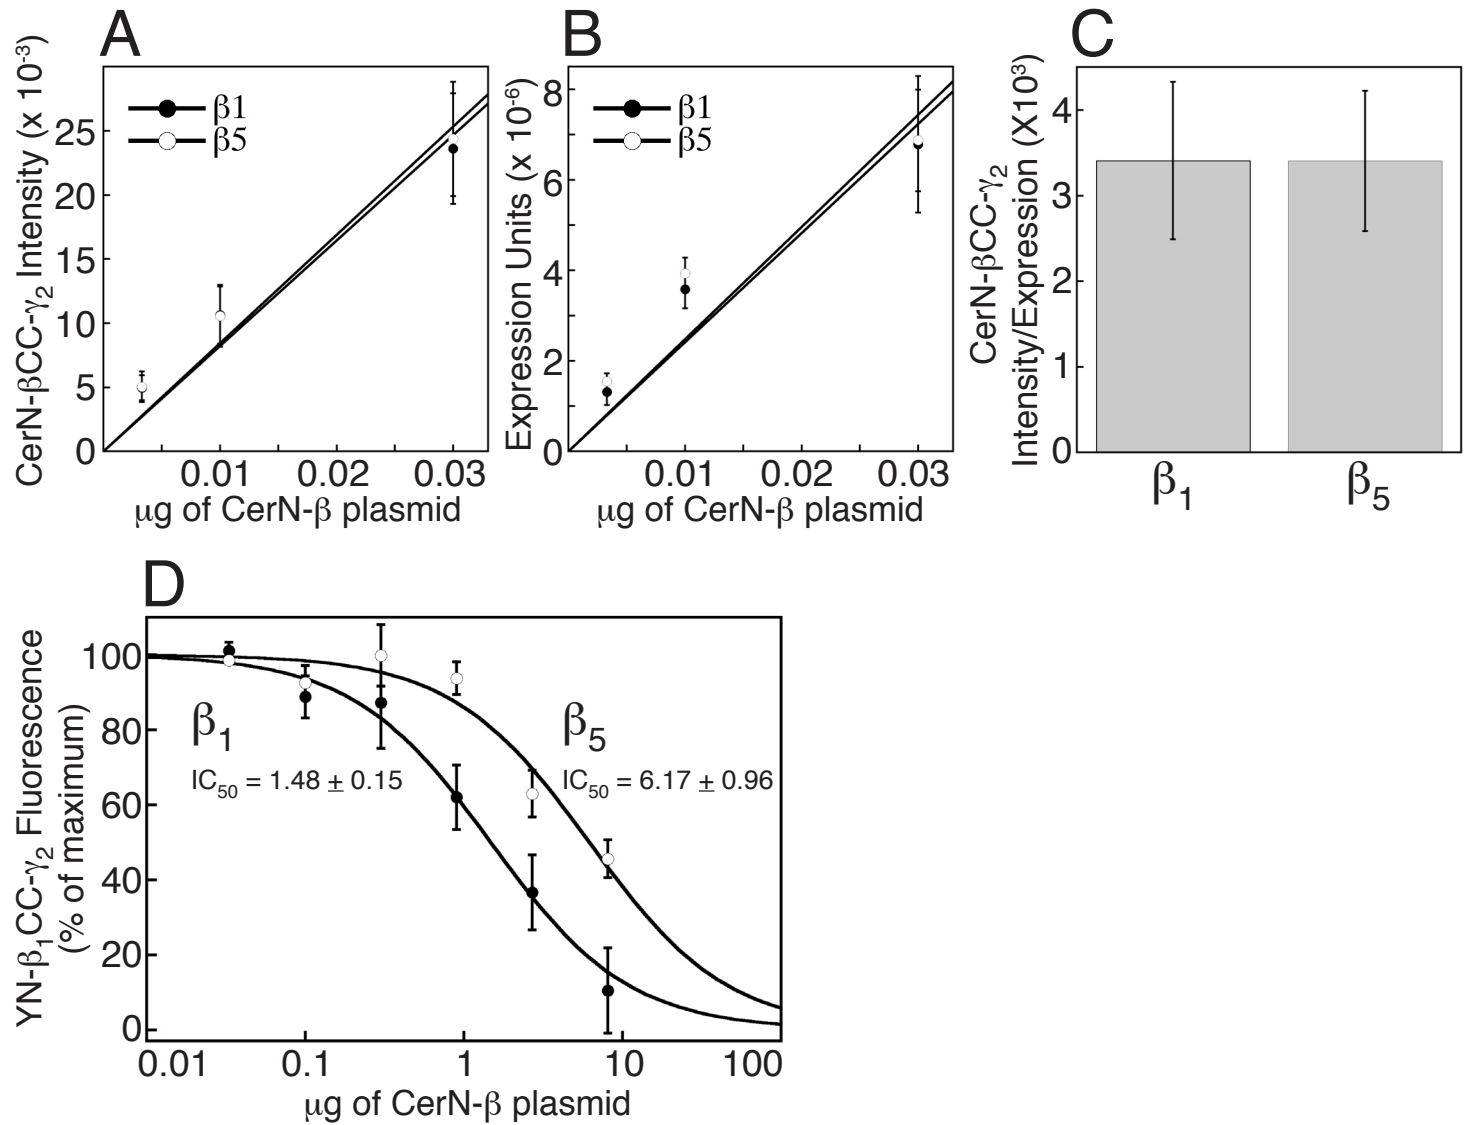 A
CerN-βCC-γ2 Intensity (x 10-3)
β1
β5
25
20
15
10
5
0
0.01 0.02 0.03
μg of CerN-β plasmid
B
Expression Units (x 10-6)
β1
β5
8
6
4
2
0
0.01 0.02 0.03
μg of CerN-β plasmid
C
CerN-βCC-γ2
Intensity/Expression (X103)
4
3
2
1
0
β1 β5
D
YN-β1CC-γ2 Fluorescence
(% of maximum)
100
80
60
40
20
0
β1
IC50 = 1.48 ± 0.15
β5
IC50 = 6.17 ± 0.96
0.01 0.1 1 10 100
μg of CerN-β plasmid